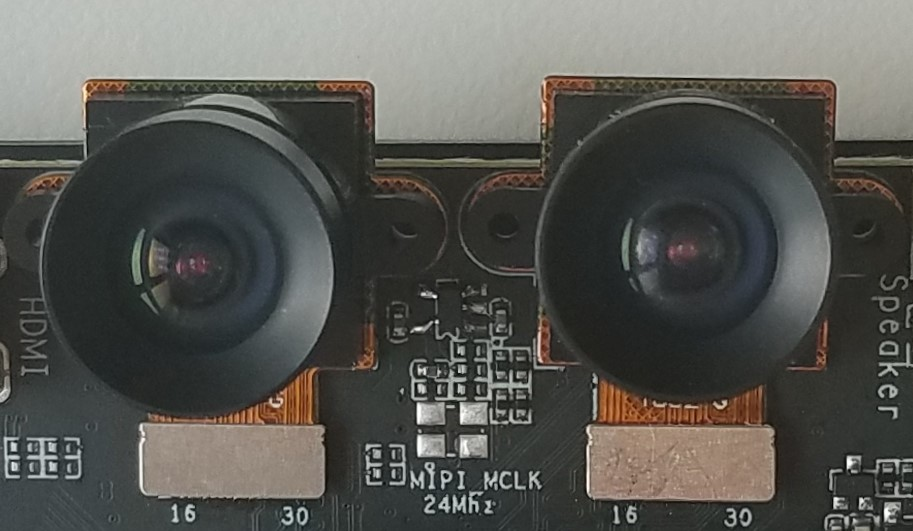 HDMI
Speaker
MIPI MCLK
24Mhz
16 30
16 30